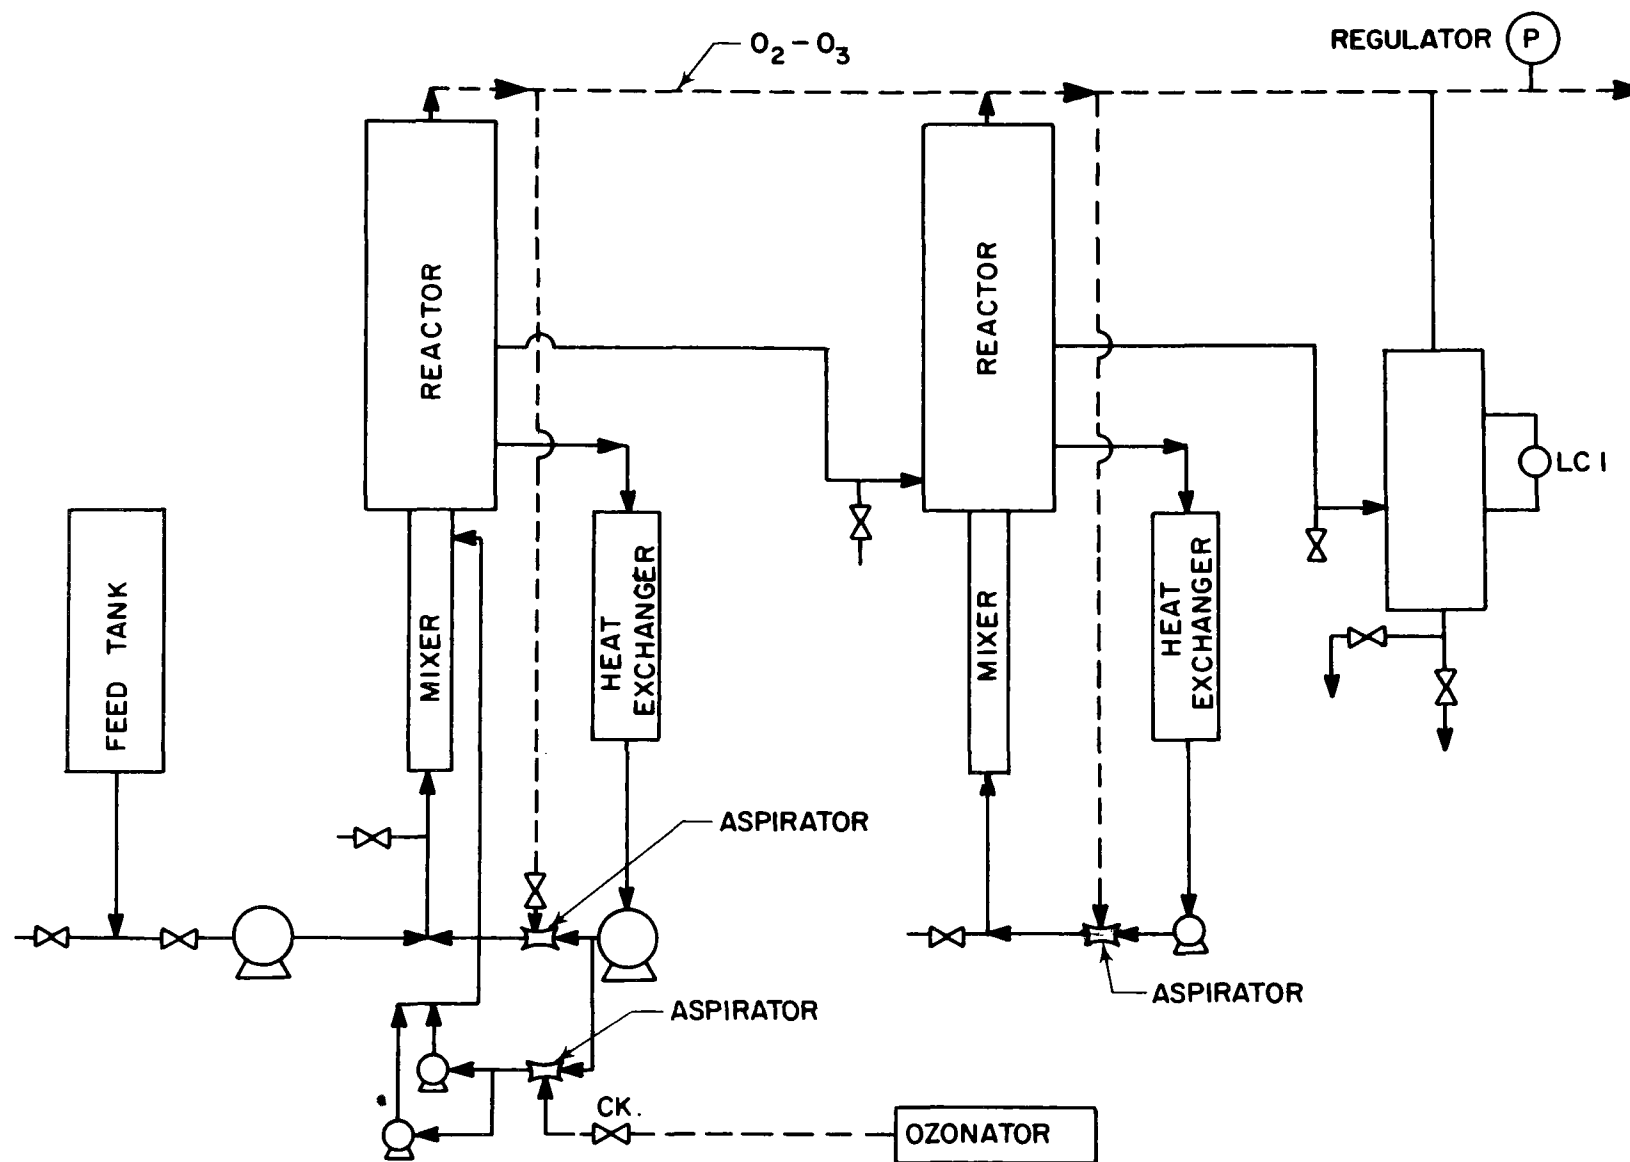 O₂-O₃
REGULATOR P
REACTOR
REACTOR
LC 1
FEED TANK
MIXER
HEAT
EXCHANGER
MIXER
HEAT
EXCHANGER
ASPIRATOR
ASPIRATOR
ASPIRATOR
CK.
OZONATOR